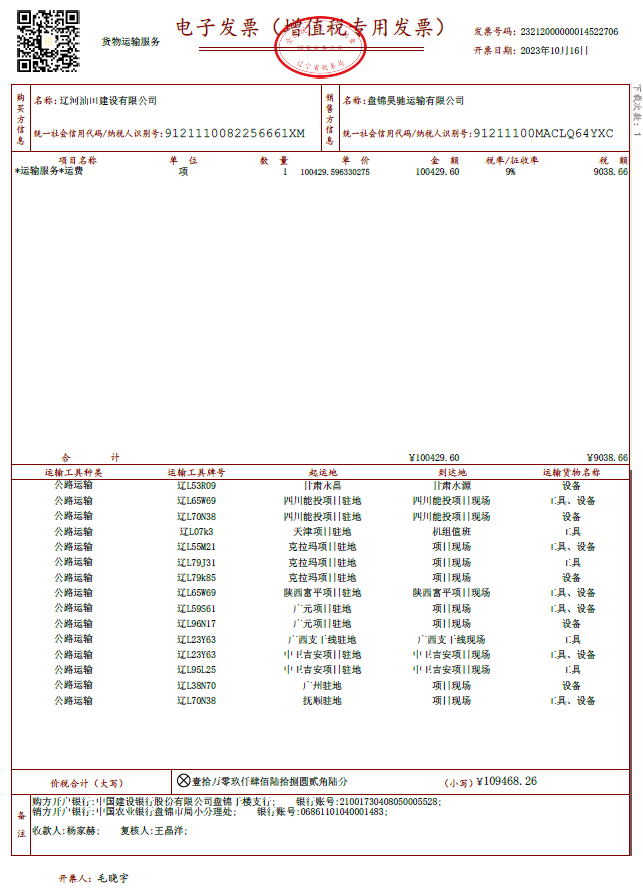 电子发票（增值税专用发票）
货物运输服务
发票号码：23212000000014522706
开票日期：2023年10月16日
下载次数：1
购买方信息
名称：辽河油田建设有限公司
统一社会信用代码/纳税人识别号：9121110082256661XM
销售方信息
名称：盘锦昊驰运输有限公司
统一社会信用代码/纳税人识别号：91211100MACLQ64YXC
项目名称 单位 数量 单价 金额 税率/征收率 税额
*运输服务*运费 项 1 100429.596330275 100429.60 9% 9038.66
合计 ¥100429.60 ¥9038.66
运输工具种类 运输工具牌号 起运地 到达地 运输货物名称
公路运输 辽L53R09 甘肃永昌 甘肃水源 设备
公路运输 辽L65W69 四川能投项目驻地 四川能投项目现场 工具、设备
公路运输 辽L70N38 四川能投项目驻地 四川能投项目现场 设备
公路运输 辽L07k3 天津项目驻地 机组值班 工具
公路运输 辽L55M21 克拉玛项目驻地 项目现场 工具、设备
公路运输 辽L79J31 克拉玛项目驻地 项目现场 工具
公路运输 辽L79k85 克拉玛项目驻地 项目现场 设备
公路运输 辽L65W69 陕西富平项目驻地 陕西富平项目现场 工具、设备
公路运输 辽L59S61 广元项目驻地 项目现场 工具、设备
公路运输 辽L96N17 广元项目驻地 项目现场 设备
公路运输 辽L23Y63 广西支干线驻地 广西支干线现场 工具
公路运输 辽L23Y63 中卫吉安项目驻地 中卫吉安项目现场 工具、设备
公路运输 辽L95L25 中卫吉安项目驻地 中卫吉安项目现场 工具
公路运输 辽L38N70 广州驻地 项目现场 设备
公路运输 辽L70N38 抚顺驻地 项目现场 工具、设备
价税合计（大写） 壹拾万零玖仟肆佰陆拾捌圆贰角陆分 （小写）¥109468.26
备注
购方开户银行：中国建设银行股份有限公司盘锦于楼支行； 银行账号：21001730408050005528；
销方开户银行：中国农业银行盘锦市局小分理处； 银行账号：06861101040001483；
收款人：杨家赫； 复核人：王晶洋；
开票人：毛晓宇